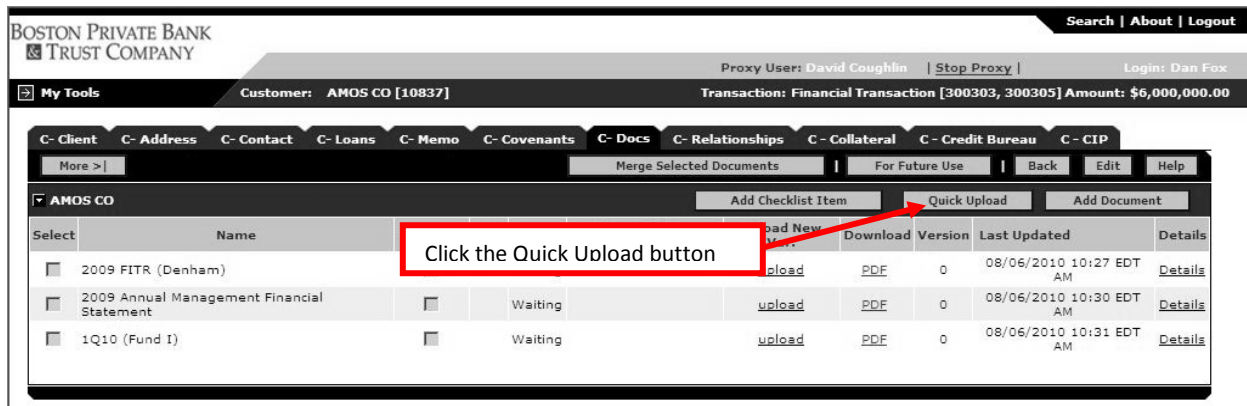 Search | About | Logout
BOSTON PRIVATE BANK
& TRUST COMPANY
Proxy User: David Coughlin | Stop Proxy | Login: Dan Fox
My Tools Customer: AMOS CO [10837] Transaction: Financial Transaction [300303, 300305] Amount: $6,000,000.00
C- Client C- Address C- Contact C- Loans C- Memo C- Covenants C- Docs C- Relationships C - Collateral C - Credit Bureau C - CIP
More >| Merge Selected Documents | For Future Use | Back Edit Help
AMOS CO Add Checklist Item Quick Upload Add Document
Select Name New Download Version Last Updated Details
Click the Quick Upload button
2009 FITR (Denham) upload PDF 0 08/06/2010 10:27 EDT AM Details
2009 Annual Management Financial
Statement Waiting upload PDF 0 08/06/2010 10:30 EDT AM Details
1Q10 (Fund I) Waiting upload PDF 0 08/06/2010 10:31 EDT AM Details